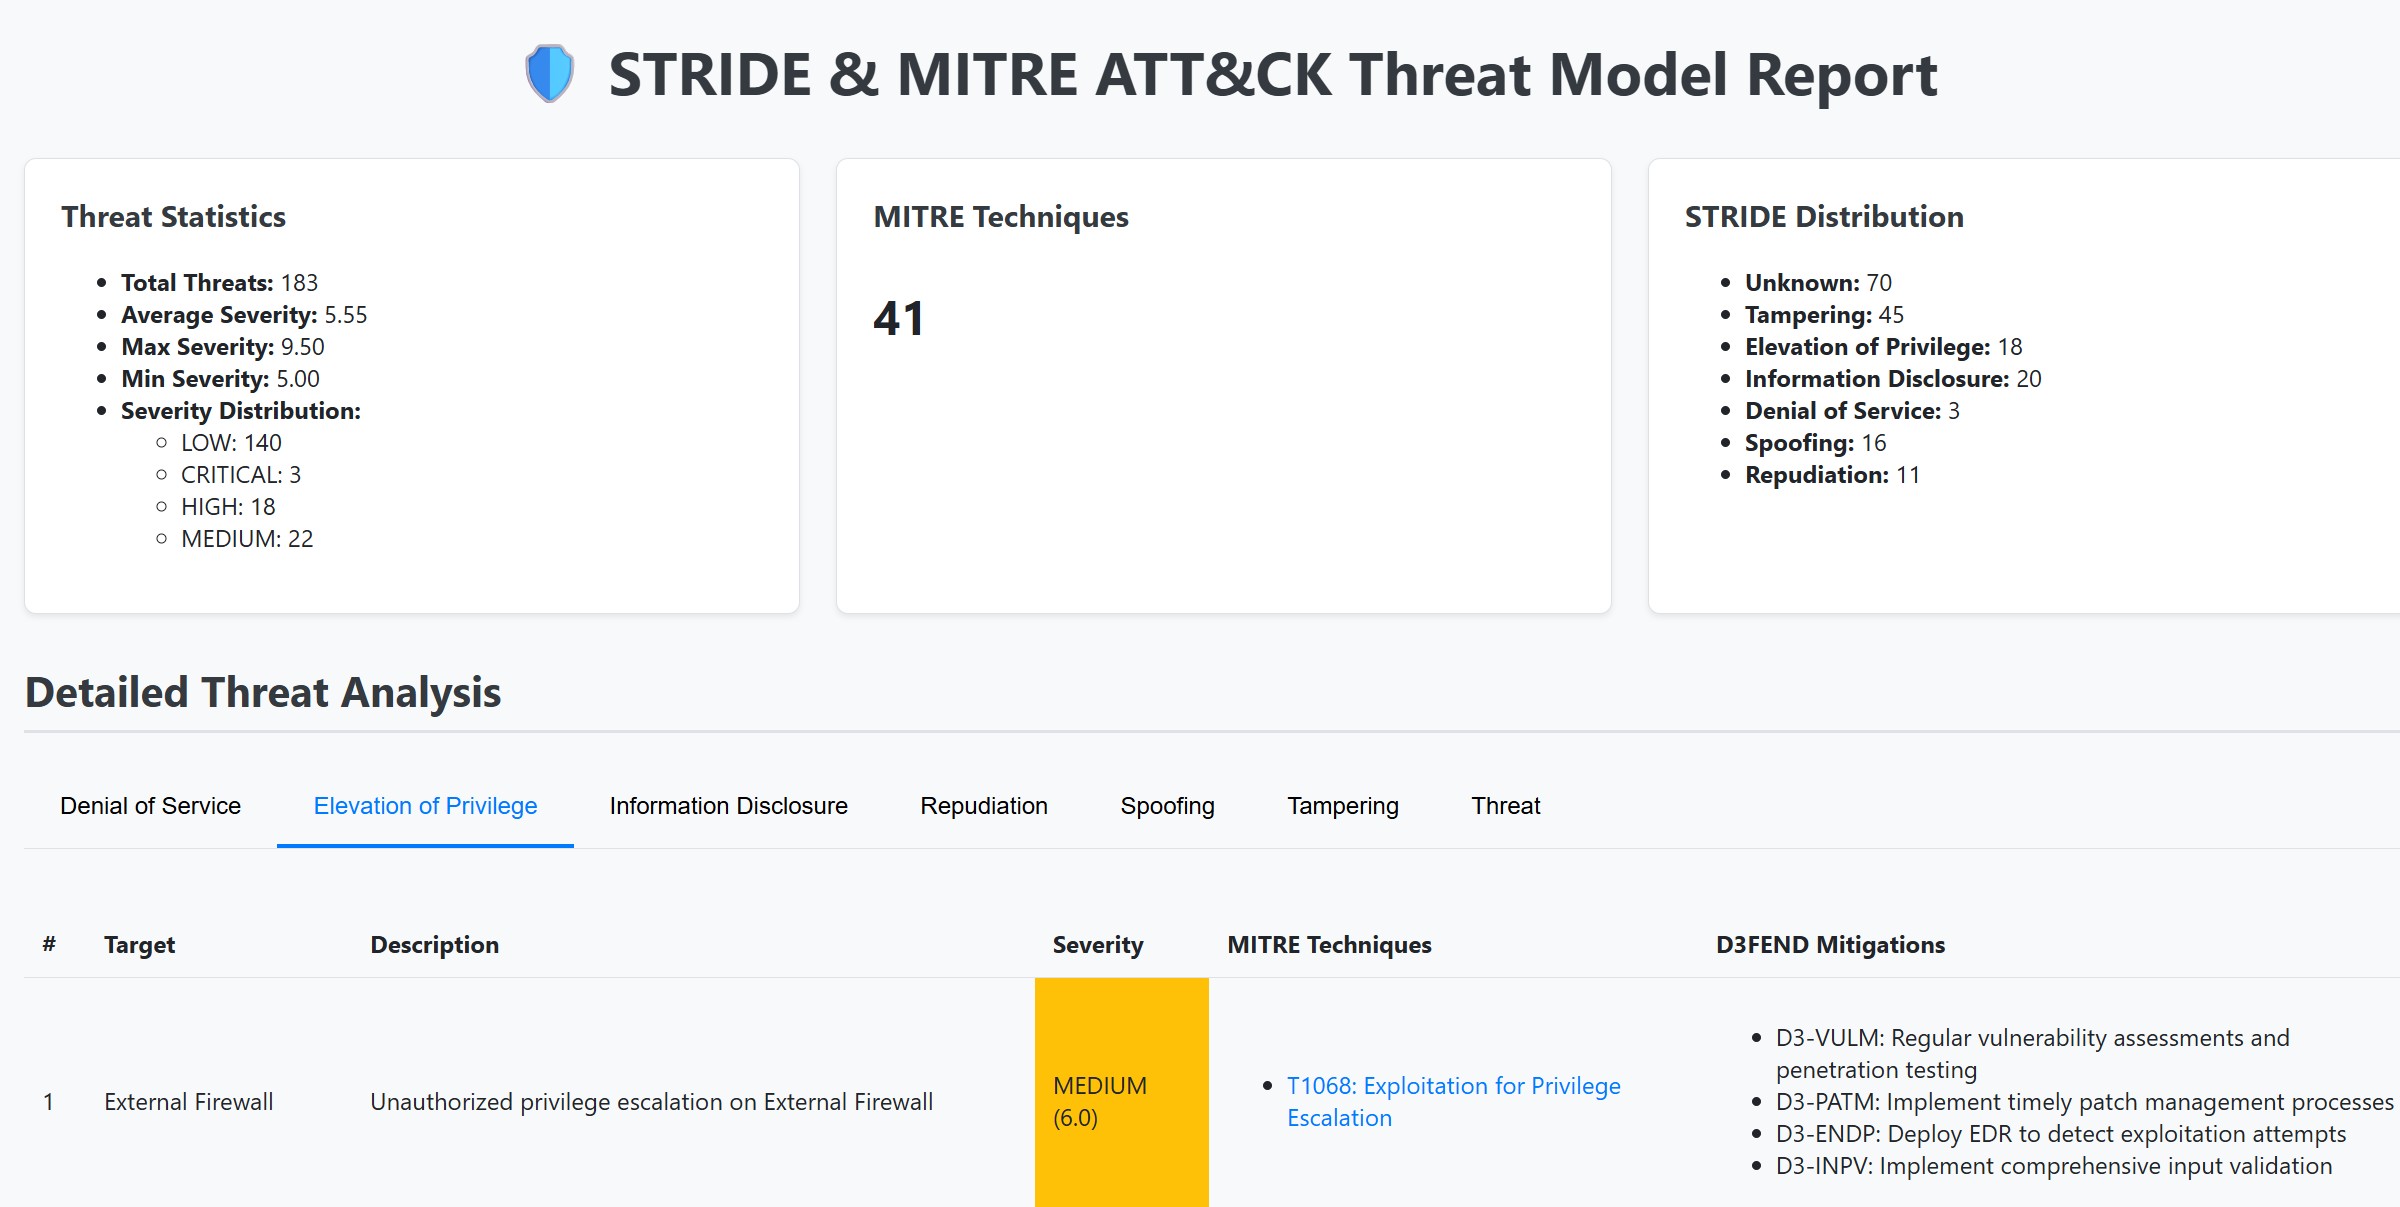 STRIDE & MITRE ATT&CK Threat Model Report
Threat Statistics
Total Threats: 183
Average Severity: 5.55
Max Severity: 9.50
Min Severity: 5.00
Severity Distribution:
LOW: 140
CRITICAL: 3
HIGH: 18
MEDIUM: 22
MITRE Techniques
41
STRIDE Distribution
Unknown: 70
Tampering: 45
Elevation of Privilege: 18
Information Disclosure: 20
Denial of Service: 3
Spoofing: 16
Repudiation: 11
Detailed Threat Analysis
Denial of Service Elevation of Privilege Information Disclosure Repudiation Spoofing Tampering Threat
# Target Description Severity MITRE Techniques D3FEND Mitigations
1 External Firewall Unauthorized privilege escalation on External Firewall
MEDIUM
(6.0)
T1068: Exploitation for Privilege
Escalation
D3-VULM: Regular vulnerability assessments and
penetration testing
D3-PATM: Implement timely patch management processes
D3-ENDP: Deploy EDR to detect exploitation attempts
D3-INPV: Implement comprehensive input validation